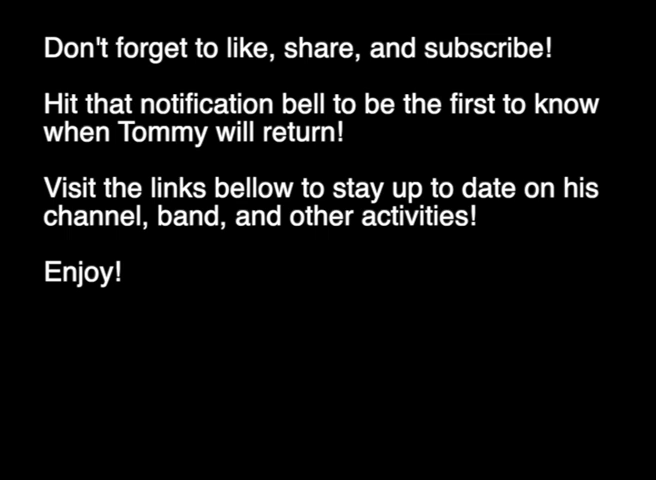 Don't forget to like, share, and subscribe!
Hit that notification bell to be the first to know
when Tommy will return!
Visit the links bellow to stay up to date on his
channel, band, and other activities!
Enjoy!